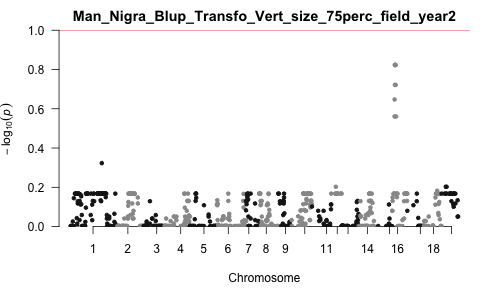 Man_Nigra_Blup_Transfo_Vert_size_75perc_field_year2
1.0
0.8
0.6
0.4
0.2
0.0
− log₁₀(p)
1 2 3 4 5 6 7 8 9 11 14 16 18
Chromosome